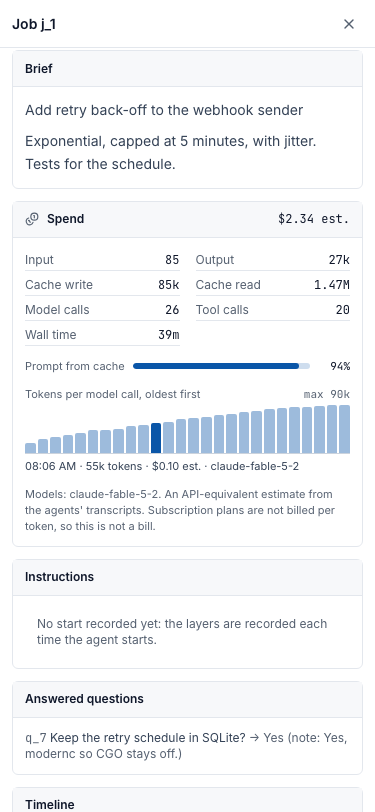 Job j_1
Brief
Add retry back-off to the webhook sender
Exponential, capped at 5 minutes, with jitter.
Tests for the schedule.
Spend $2.34 est.
Input 85 Output 27k
Cache write 85k Cache read 1.47M
Model calls 26 Tool calls 20
Wall time 39m
Prompt from cache 94%
Tokens per model call, oldest first max 90k
08:06 AM · 55k tokens · $0.10 est. · claude-fable-5-2
Models: claude-fable-5-2. An API-equivalent estimate from
the agents' transcripts. Subscription plans are not billed per
token, so this is not a bill.
Instructions
No start recorded yet: the layers are recorded each
time the agent starts.
Answered questions
q_7 Keep the retry schedule in SQLite? → Yes (note: Yes,
modernc so CGO stays off.)
Timeline